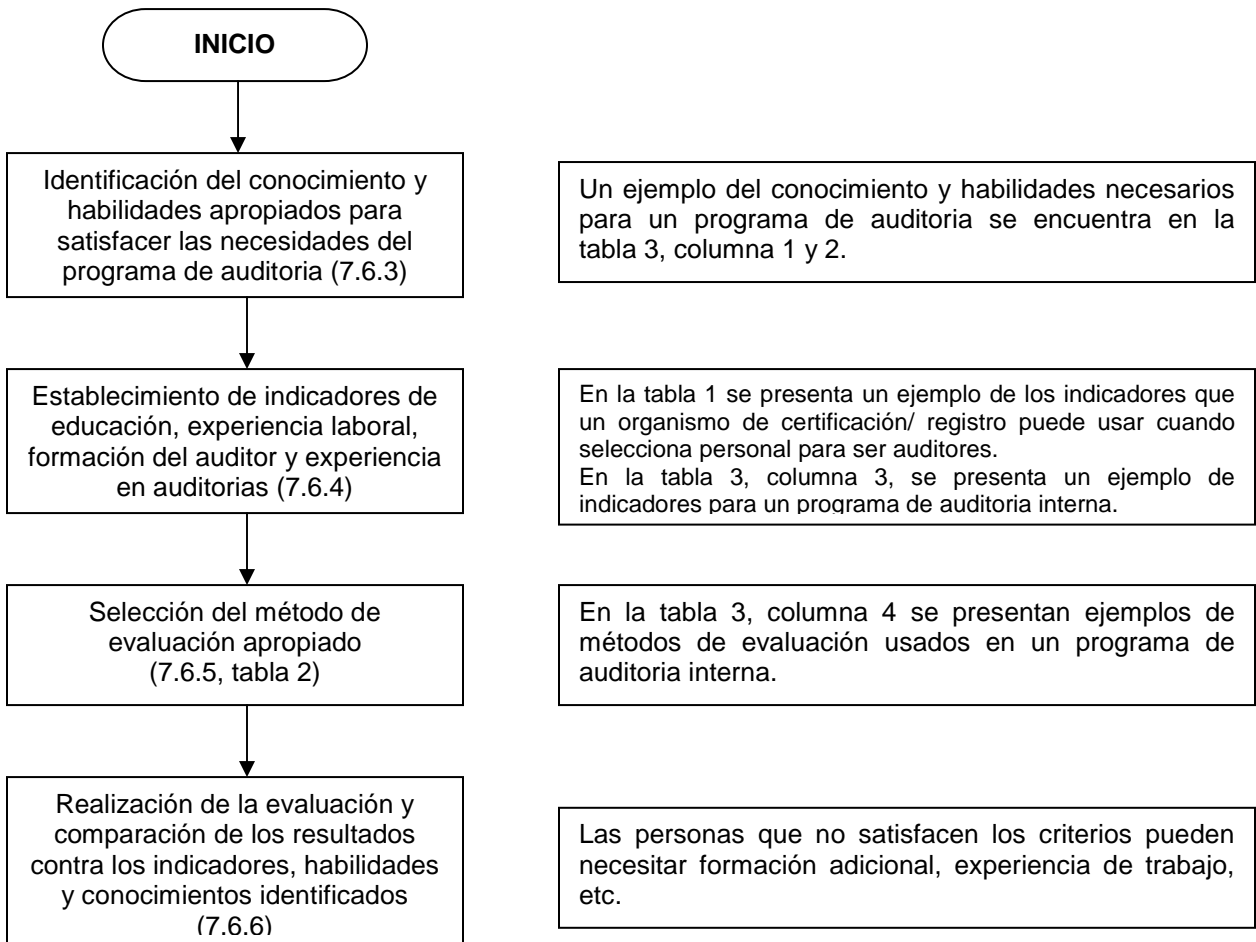 INICIO
Identificación del conocimiento y
habilidades apropiados para
satisfacer las necesidades del
programa de auditoria (7.6.3)
Un ejemplo del conocimiento y habilidades necesarios
para un programa de auditoria se encuentra en la
tabla 3, columna 1 y 2.
Establecimiento de indicadores de
educación, experiencia laboral,
formación del auditor y experiencia
en auditorias (7.6.4)
En la tabla 1 se presenta un ejemplo de los indicadores que
un organismo de certificación/ registro puede usar cuando
selecciona personal para ser auditores.
En la tabla 3, columna 3, se presenta un ejemplo de
indicadores para un programa de auditoria interna.
Selección del método de
evaluación apropiado
(7.6.5, tabla 2)
En la tabla 3, columna 4 se presentan ejemplos de
métodos de evaluación usados en un programa de
auditoria interna.
Realización de la evaluación y
comparación de los resultados
contra los indicadores, habilidades
y conocimientos identificados
(7.6.6)
Las personas que no satisfacen los criterios pueden
necesitar formación adicional, experiencia de trabajo,
etc.